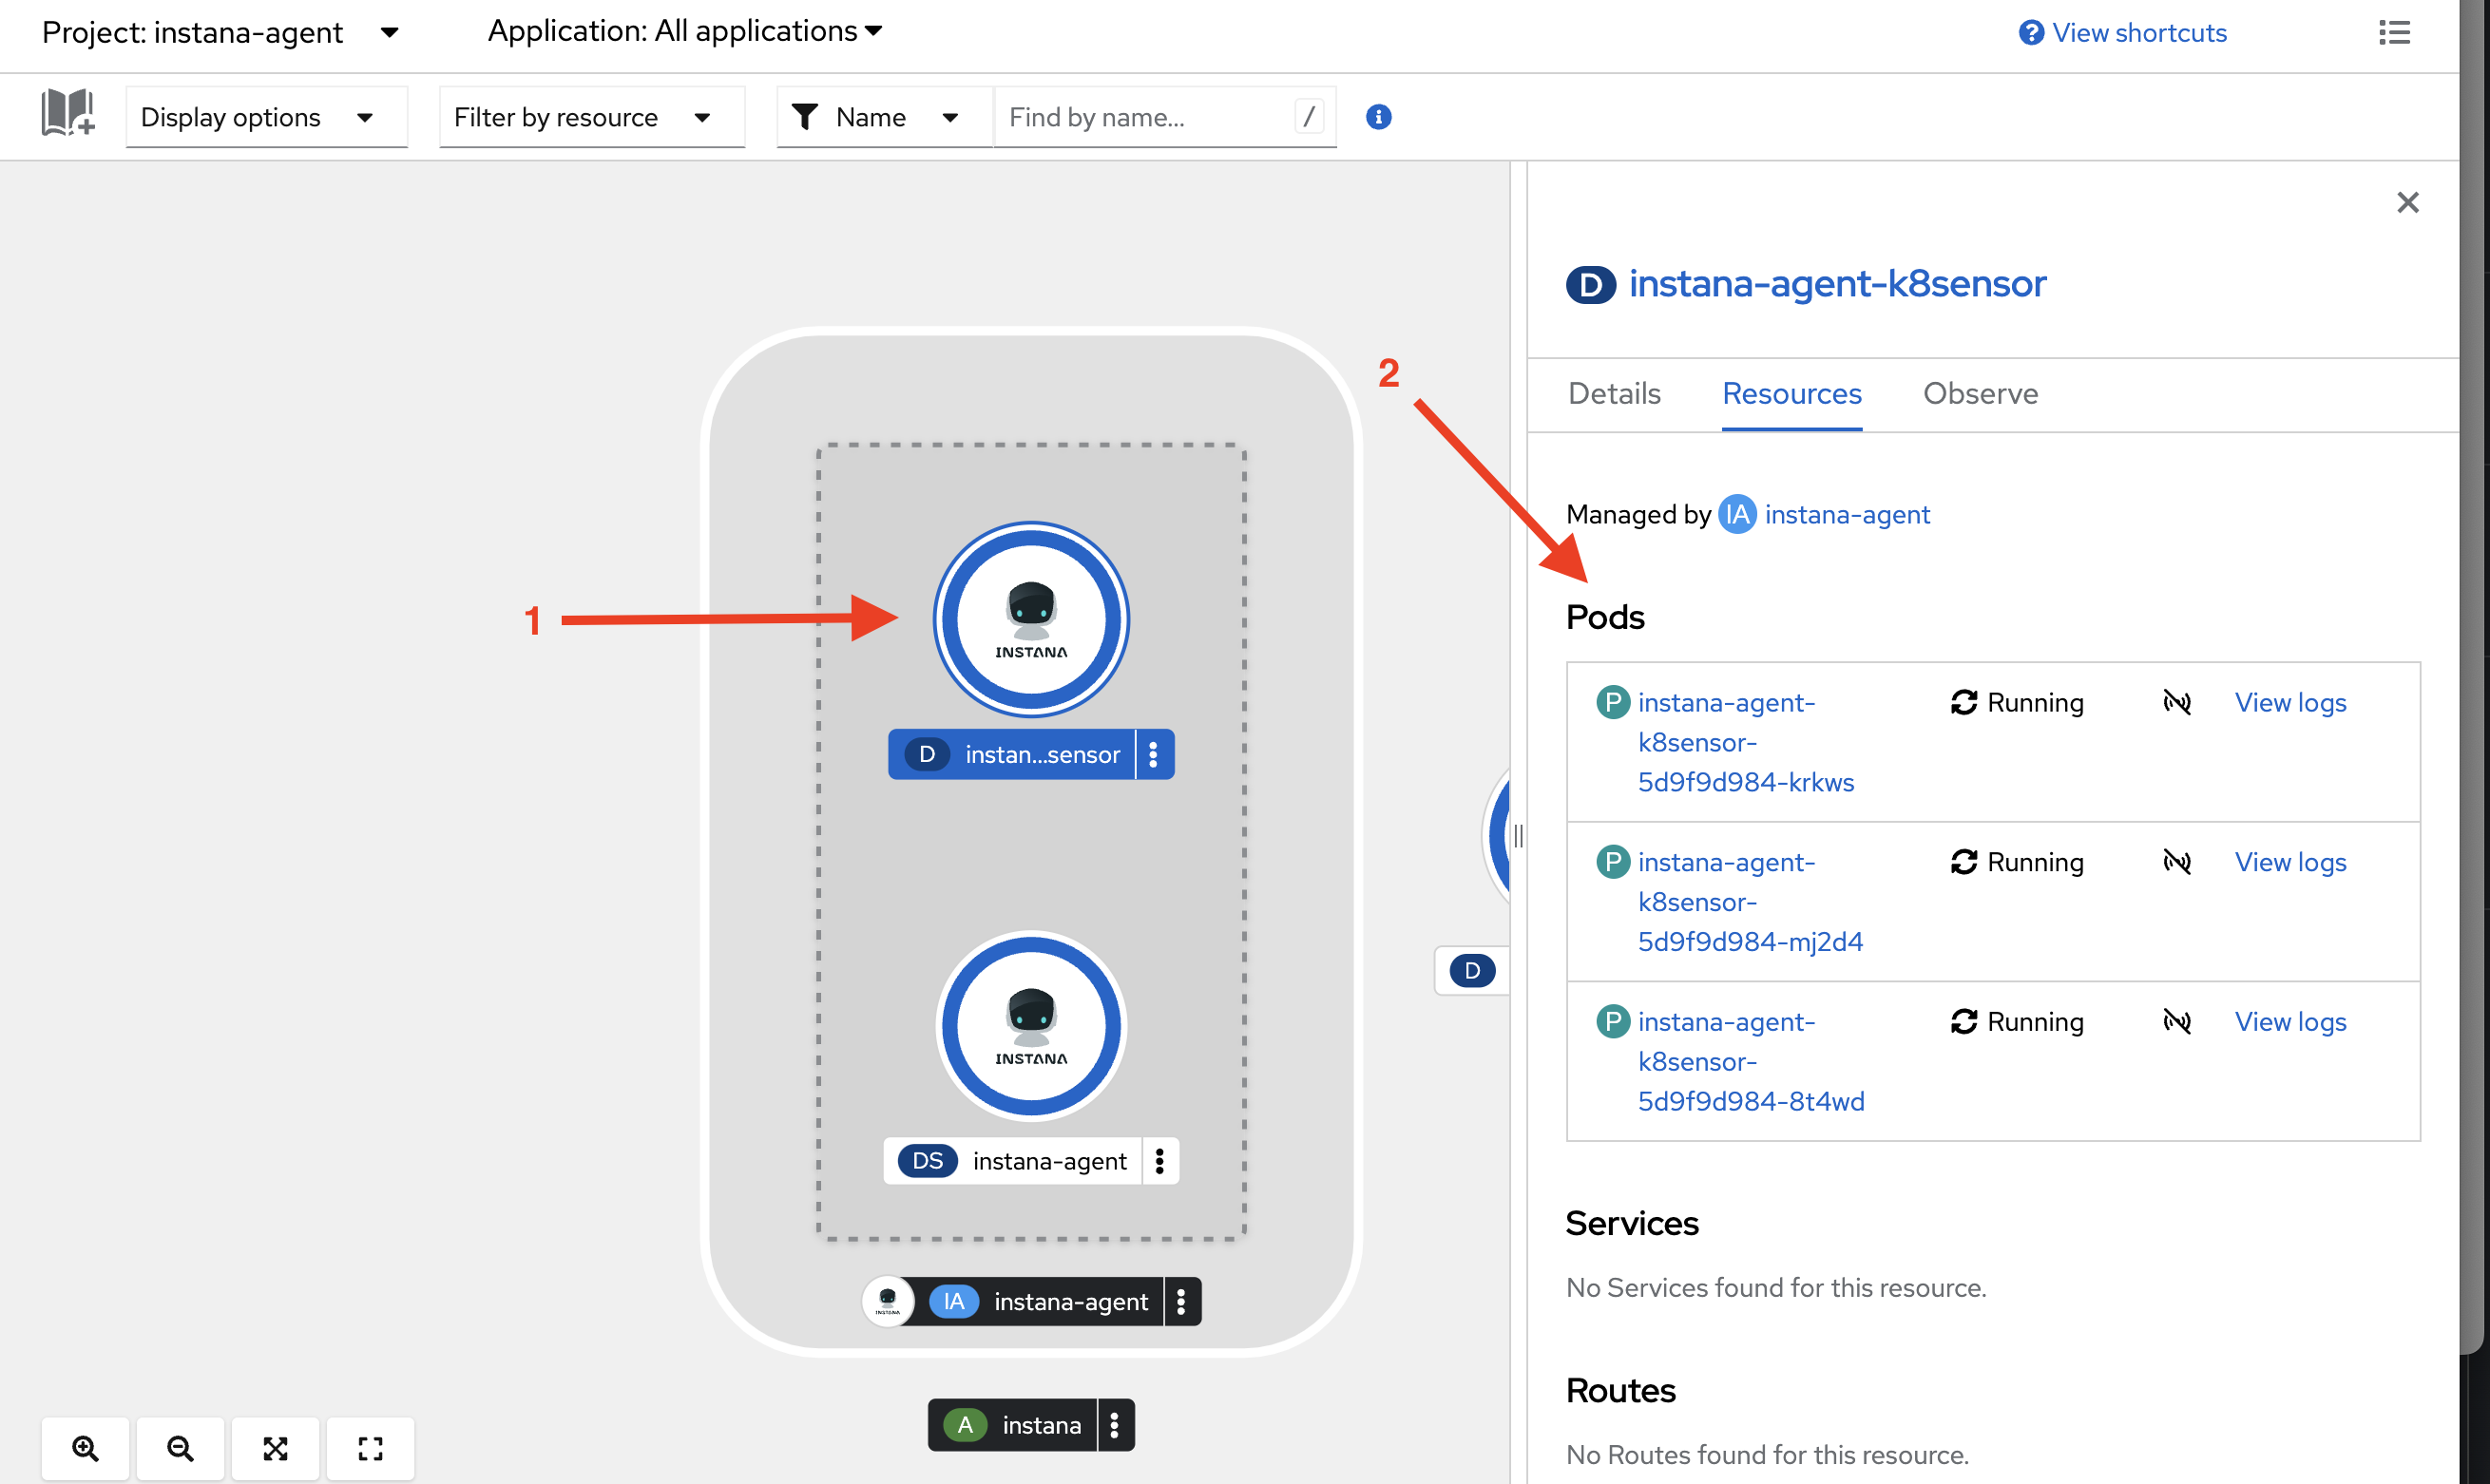 Project: instana-agent
Application: All applications
View shortcuts
Display options
Filter by resource
Name
Find by name...
/
1
INSTANA
D instan...sensor
INSTANA
DS instana-agent
INSTANA
IA instana-agent
A instana
D
2
D instana-agent-k8sensor
Details
Resources
Observe
Managed by IA instana-agent
Pods
P instana-agent-
k8sensor-
5d9f9d984-krkws
Running
View logs
P instana-agent-
k8sensor-
5d9f9d984-mj2d4
Running
View logs
P instana-agent-
k8sensor-
5d9f9d984-8t4wd
Running
View logs
Services
No Services found for this resource.
Routes
No Routes found for this resource.